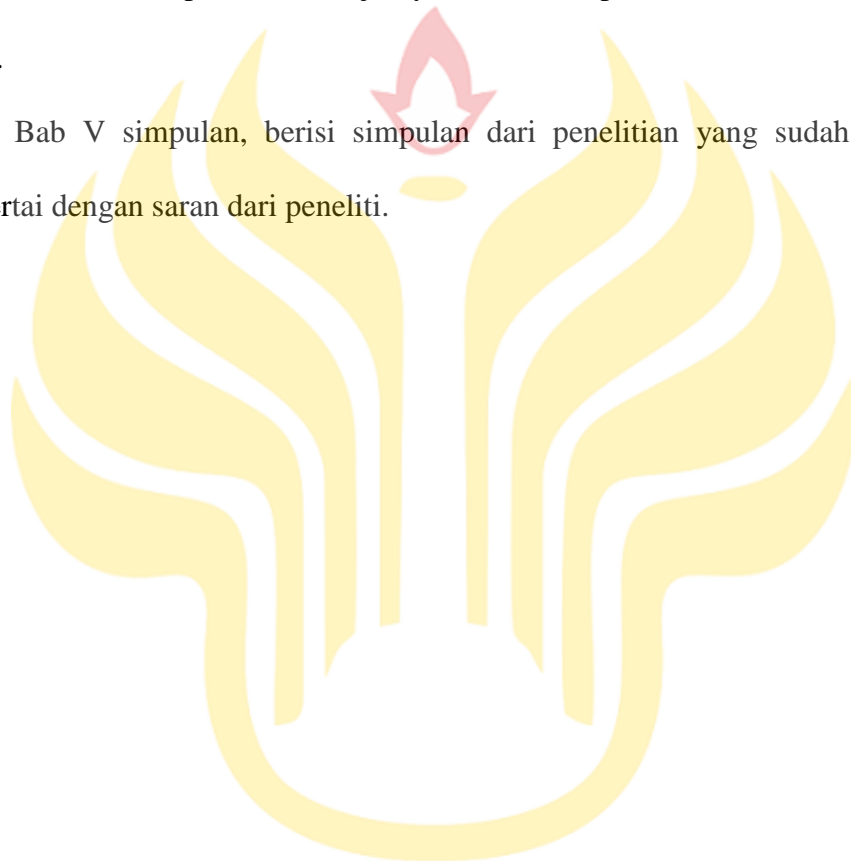 .
Bab V simpulan, berisi simpulan dari penelitian yang sudah
rtai dengan saran dari peneliti.